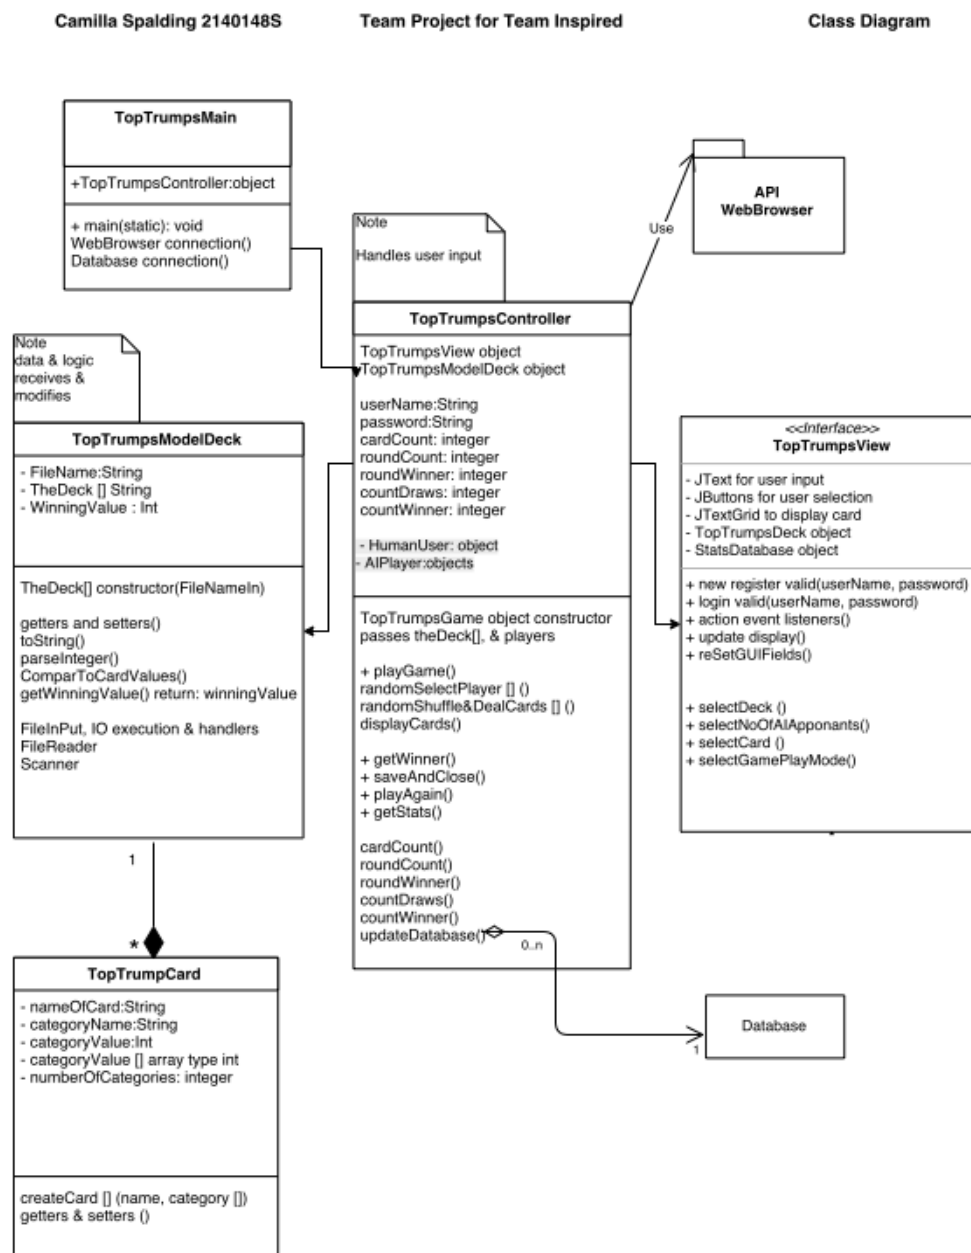 Camilla Spalding 2140148S
Team Project for Team Inspired
Class Diagram
TopTrumpsMain
+TopTrumpsController:object
+ main(static): void
WebBrowser connection()
Database connection()
API
WebBrowser
Use
Note
Handles user input
TopTrumpsController
TopTrumpsView object
TopTrumpsModelDeck object
userName:String
password:String
cardCount: integer
roundCount: integer
roundWinner: integer
countDraws: integer
countWinner: integer
- HumanUser: object
- AIPlayer:objects
TopTrumpsGame object constructor
passes theDeck[], & players
+ playGame()
randomSelectPlayer [] ()
randomShuffle&DealCards [] ()
displayCards()
+ getWinner()
+ saveAndClose()
+ playAgain()
+ getStats()
cardCount()
roundCount()
roundWinner()
countDraws()
countWinner()
updateDatabase()
0..n
1
Database
Note
data & logic
receives &
modifies
TopTrumpsModelDeck
- FileName:String
- TheDeck [] String
- WinningValue : Int
TheDeck[] constructor(FileNameIn)
getters and setters()
toString()
parseInteger()
ComparToCardValues()
getWinningValue() return: winningValue
FileInPut, IO execution & handlers
FileReader
Scanner
1
*
TopTrumpCard
- nameOfCard:String
- categoryName:String
- categoryValue:Int
- categoryValue [] array type int
- numberOfCategories: integer
createCard [] (name, category [])
getters & setters ()
<<Interface>>
TopTrumpsView
- JText for user input
- JButtons for user selection
- JTextGrid to display card
- TopTrumpsDeck object
- StatsDatabase object
+ new register valid(userName, password)
+ login valid(userName, password)
+ action event listeners()
+ update display()
+ reSetGUIFields()
+ selectDeck ()
+ selectNoOfAIApponants()
+ selectCard ()
+ selectGamePlayMode()